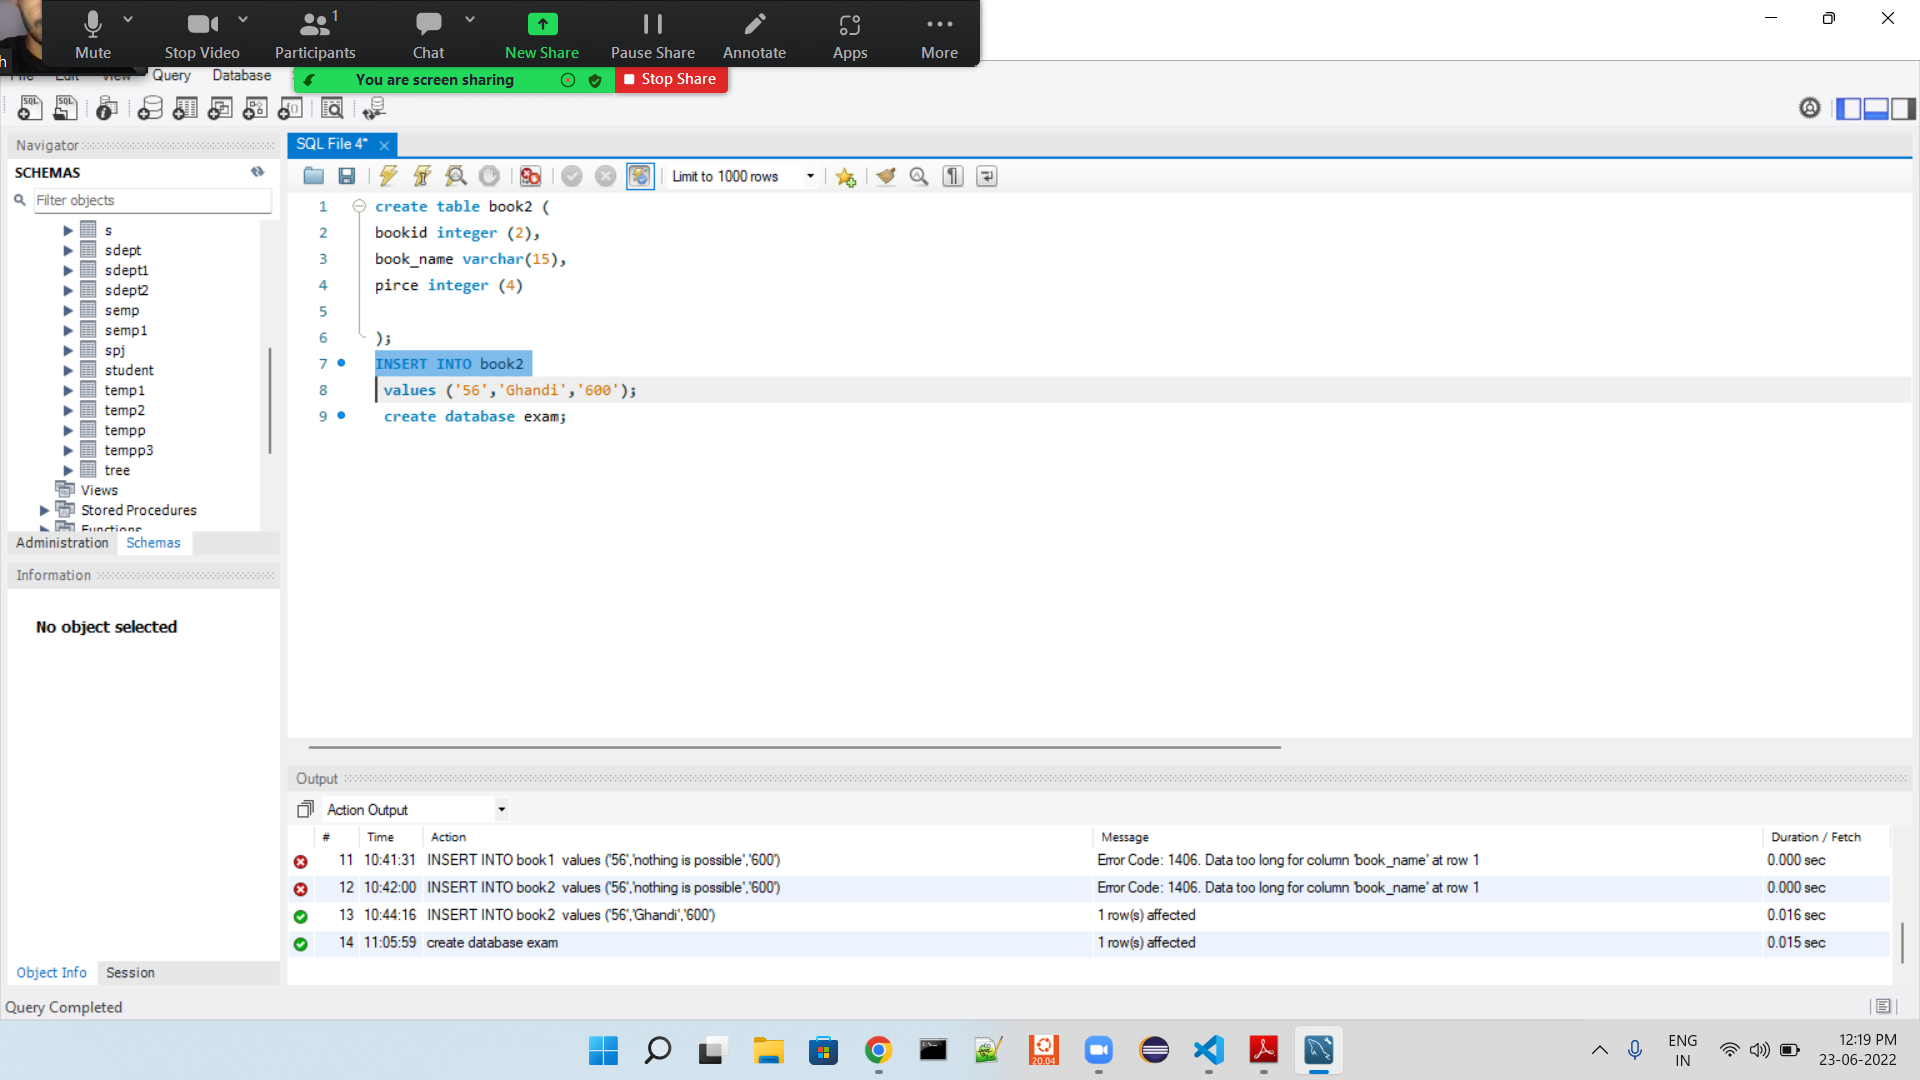 1
Mute
Stop Video
Participants
Chat
New Share
Pause Share
Annotate
Apps
More
h
File Edit View Query Database
You are screen sharing
Stop Share
Navigator
SQL File 4*
SCHEMAS
Limit to 1000 rows
Filter objects
s
sdept
sdept1
sdept2
semp
semp1
spj
student
temp1
temp2
tempp
tempp3
tree
Views
Stored Procedures
Functions
Administration Schemas
Information
No object selected
Object Info Session
1 create table book2 (
2 bookid integer (2),
3 book_name varchar(15),
4 pirce integer (4)
5
6 );
7 INSERT INTO book2
8 values ('56','Ghandi','600');
9 create database exam;
Output
Action Output
# Time Action Message Duration / Fetch
11 10:41:31 INSERT INTO book1 values ('56','nothing is possible','600') Error Code: 1406. Data too long for column 'book_name' at row 1 0.000 sec
12 10:42:00 INSERT INTO book2 values ('56','nothing is possible','600') Error Code: 1406. Data too long for column 'book_name' at row 1 0.000 sec
13 10:44:16 INSERT INTO book2 values ('56','Ghandi','600') 1 row(s) affected 0.016 sec
14 11:05:59 create database exam 1 row(s) affected 0.015 sec
Query Completed
20.04
ENG
IN
12:19 PM
23-06-2022